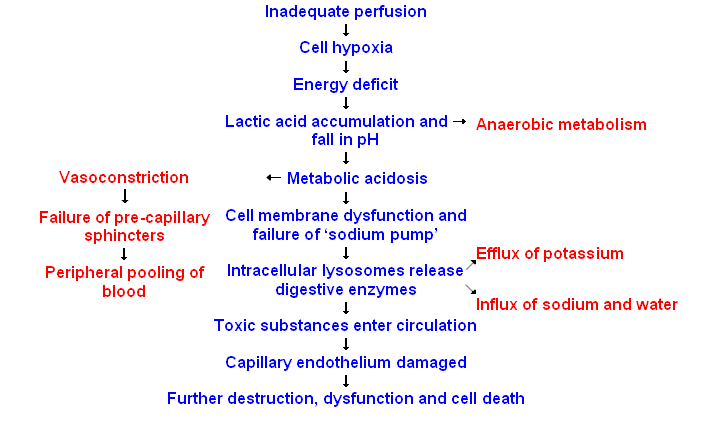 Inadequate perfusion
Cell hypoxia
Energy deficit
Lactic acid accumulation and
fall in pH
Anaerobic metabolism
Metabolic acidosis
Vasoconstriction
Failure of pre-capillary
sphincters
Peripheral pooling of
blood
Cell membrane dysfunction and
failure of ‘sodium pump’
Intracellular lysosomes release
digestive enzymes
Efflux of potassium
Influx of sodium and water
Toxic substances enter circulation
Capillary endothelium damaged
Further destruction, dysfunction and cell death